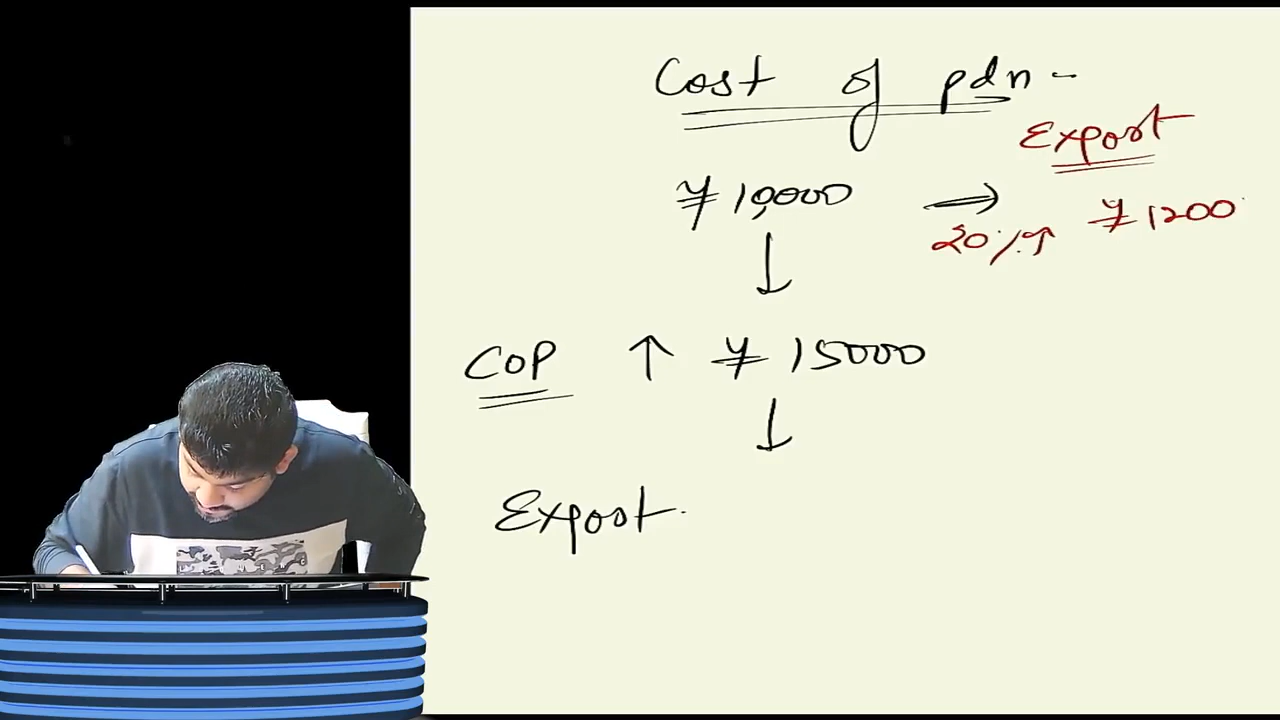 Cost of pdn -
Export
¥ 10,000 ⇒ ¥ 1200
20% ↑
↓
COP ↑ ¥ 15000
↓
Export.